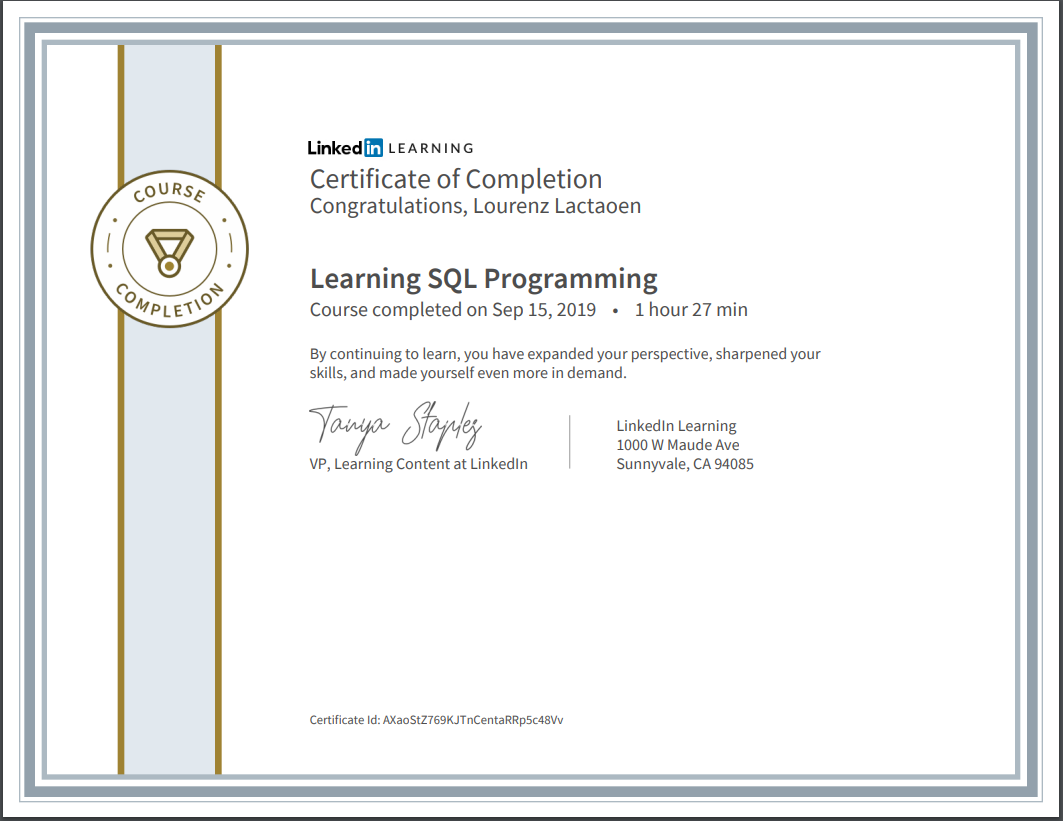 COURSE
COMPLETION
Linked in LEARNING
Certificate of Completion
Congratulations, Lourenz Lactaoen
Learning SQL Programming
Course completed on Sep 15, 2019 • 1 hour 27 min
By continuing to learn, you have expanded your perspective, sharpened your
skills, and made yourself even more in demand.
Tanya Staples
VP, Learning Content at LinkedIn
LinkedIn Learning
1000 W Maude Ave
Sunnyvale, CA 94085
Certificate Id: AXaoStZ769KJTnCentaRRp5c48Vv